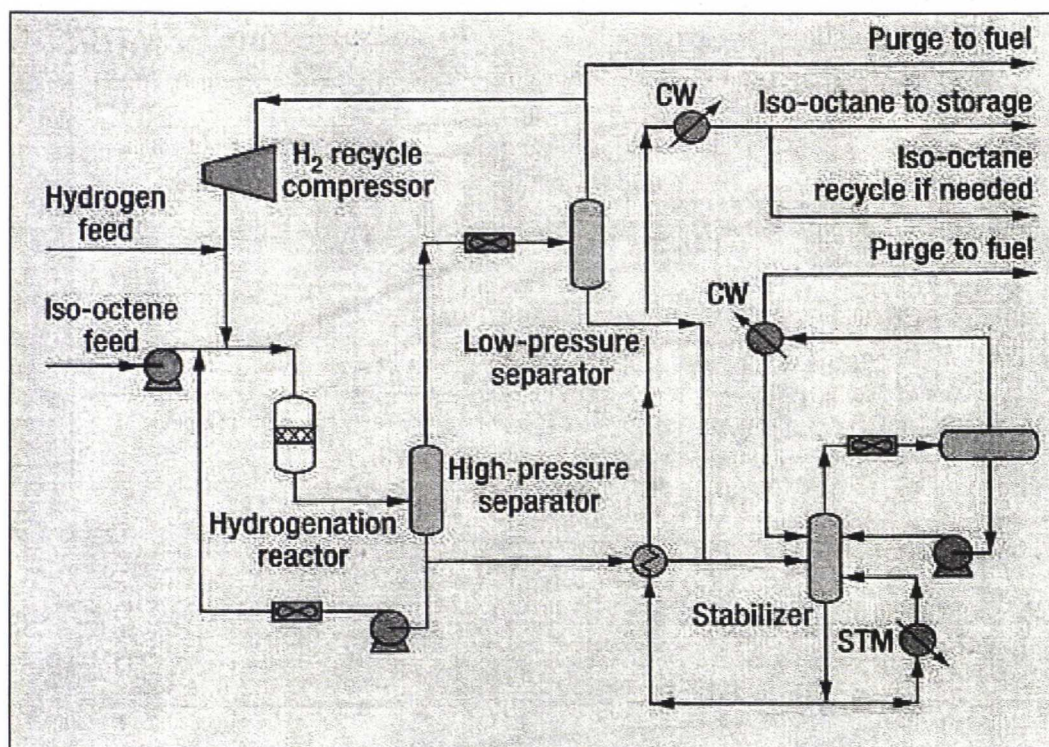 Purge to fuel
CW
Iso-octane to storage
H₂ recycle
compressor
Iso-octane
recycle if needed
Hydrogen
feed
Purge to fuel
CW
Iso-octene
feed
Low-pressure
separator
High-pressure
separator
Hydrogenation
reactor
Stabilizer
STM